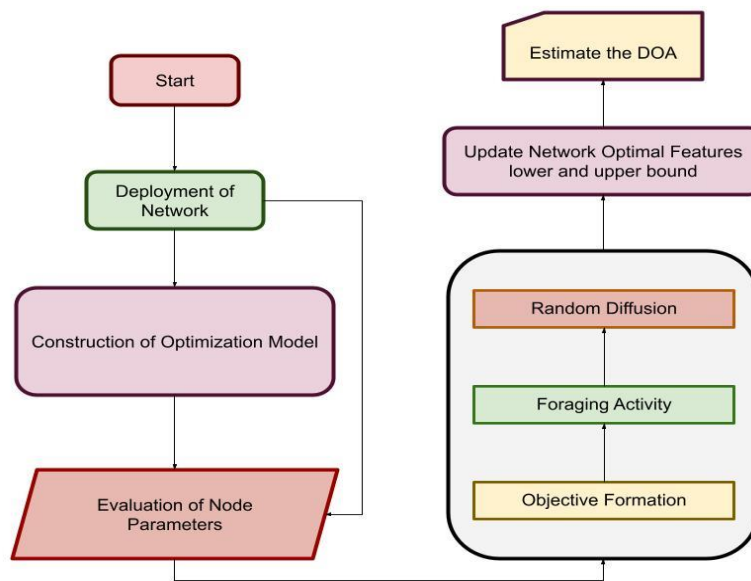 Start
Deployment of
Network
Construction of Optimization Model
Evaluation of Node
Parameters
Estimate the DOA
Update Network Optimal Features
lower and upper bound
Random Diffusion
Foraging Activity
Objective Formation